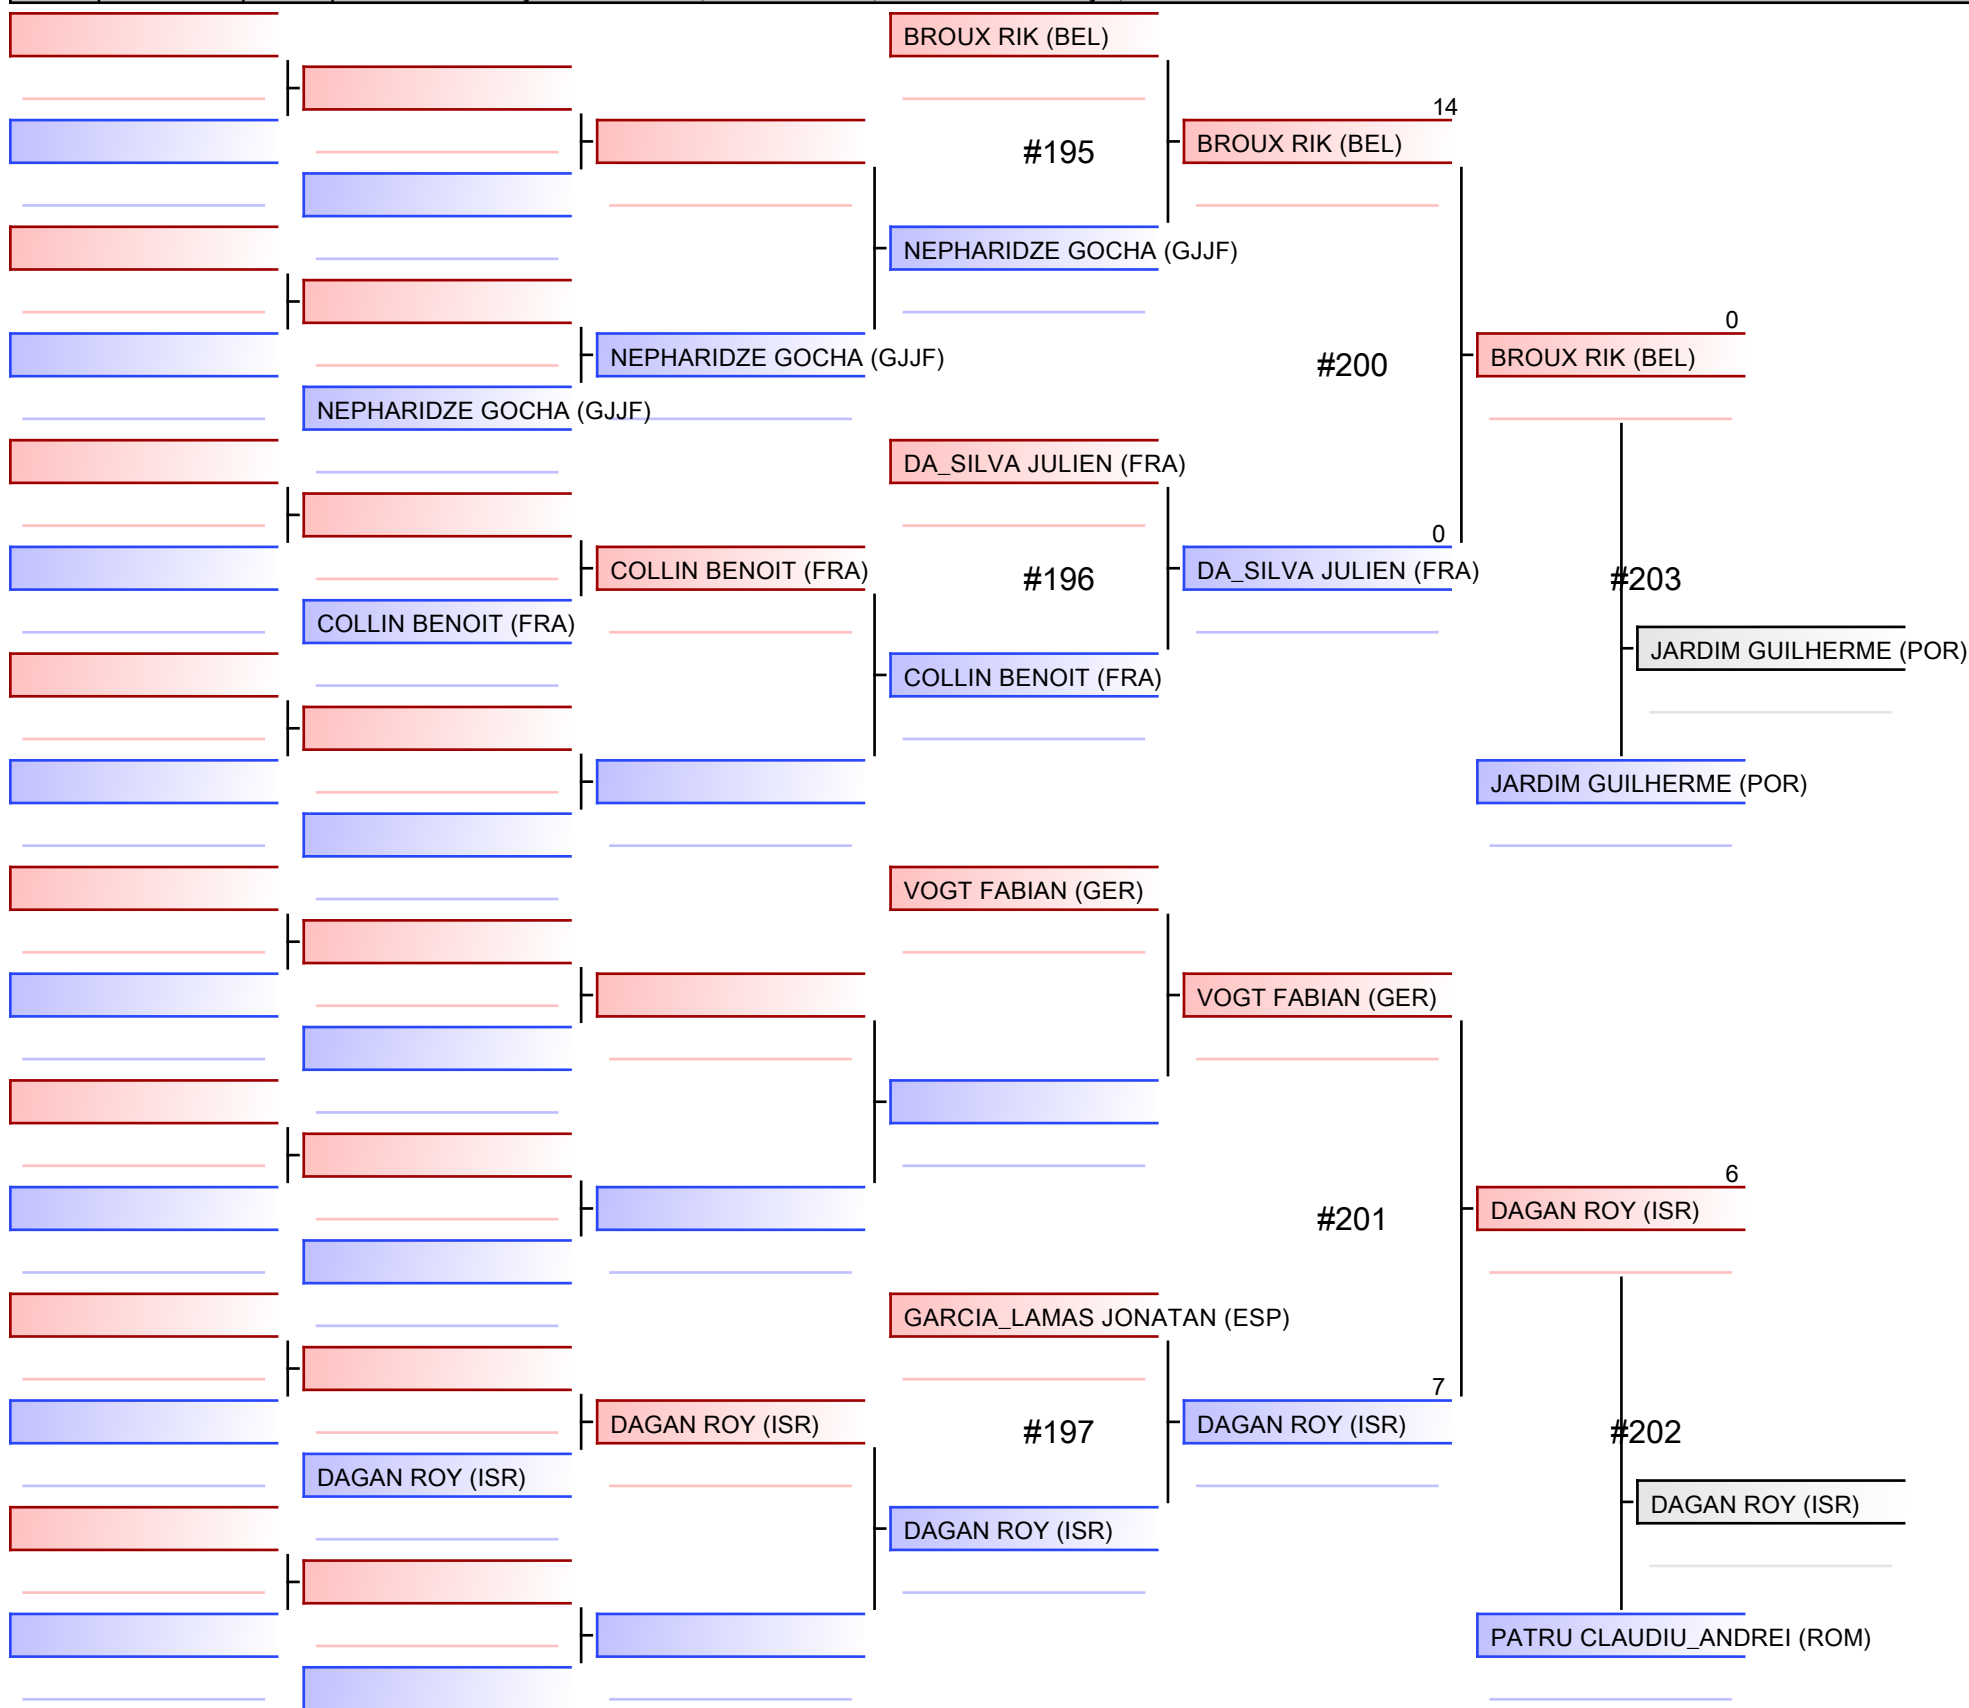 BROUX RIK (BEL)
14
#195
BROUX RIK (BEL)
NEPHARIDZE GOCHA (GJJF)
0
NEPHARIDZE GOCHA (GJJF)
#200
BROUX RIK (BEL)
NEPHARIDZE GOCHA (GJJF)
DA_SILVA JULIEN (FRA)
0
COLLIN BENOIT (FRA)
#196
DA_SILVA JULIEN (FRA)
#203
COLLIN BENOIT (FRA)
JARDIM GUILHERME (POR)
COLLIN BENOIT (FRA)
JARDIM GUILHERME (POR)
VOGT FABIAN (GER)
VOGT FABIAN (GER)
6
#201
DAGAN ROY (ISR)
GARCIA_LAMAS JONATAN (ESP)
7
DAGAN ROY (ISR)
#197
DAGAN ROY (ISR)
#202
DAGAN ROY (ISR)
DAGAN ROY (ISR)
DAGAN ROY (ISR)
PATRU CLAUDIU_ANDREI (ROM)